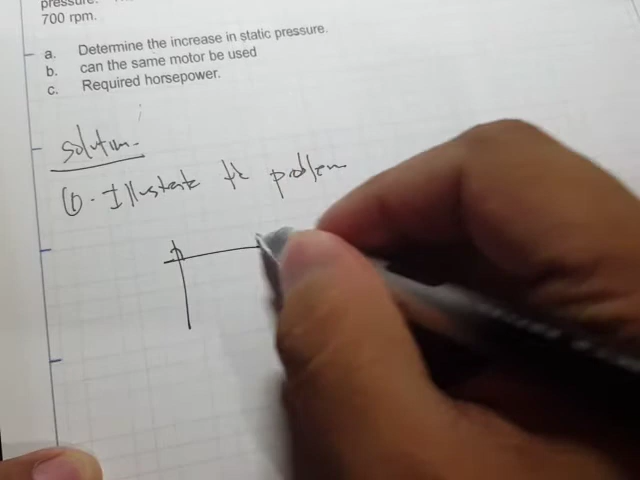 pressure.
700 rpm.
a. Determine the increase in static pressure.
b. can the same motor be used
c. Required horsepower.
solution.
①. Illustrate the problem